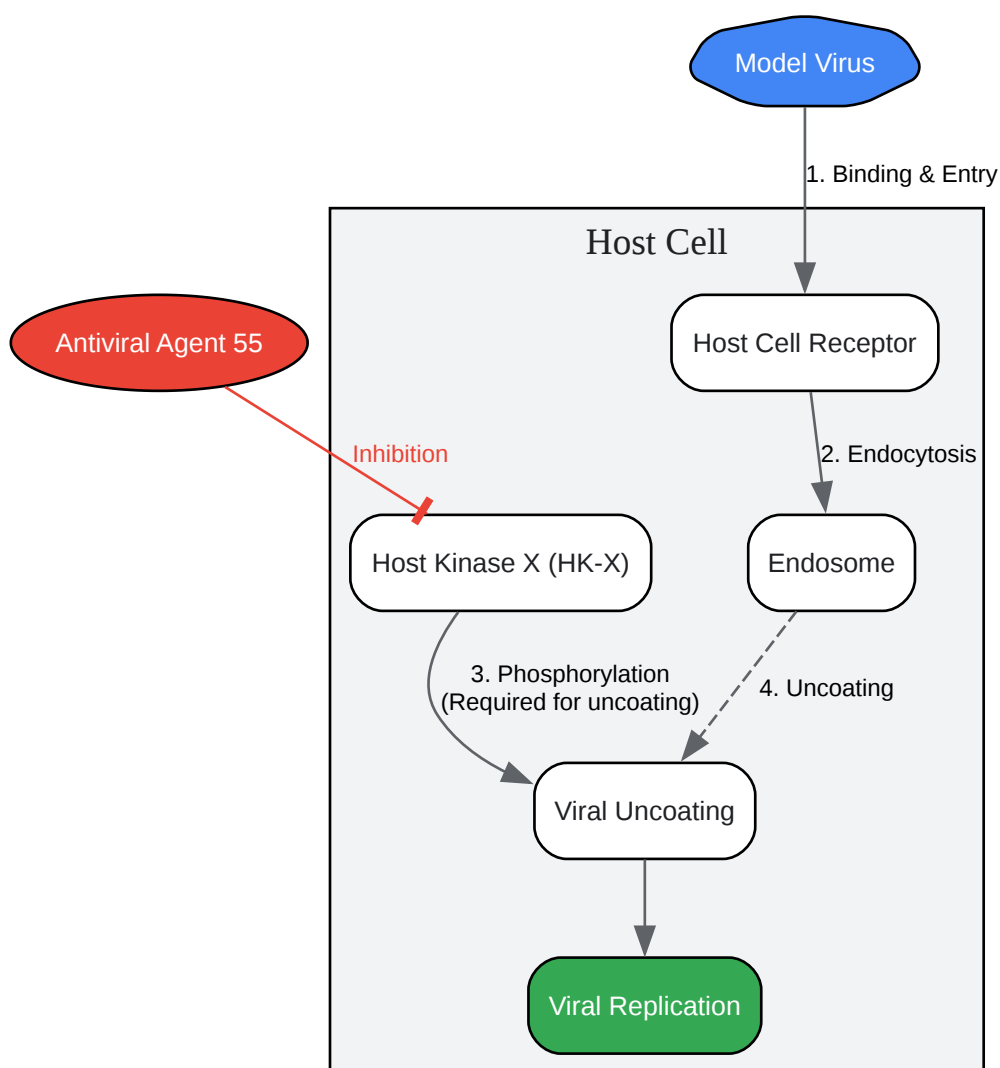 Model Virus
1. Binding & Entry
Host Cell
Antiviral Agent 55
Host Cell Receptor
Inhibition
2. Endocytosis
Host Kinase X (HK-X)
Endosome
3. Phosphorylation
(Required for uncoating)
4. Uncoating
Viral Uncoating
Viral Replication